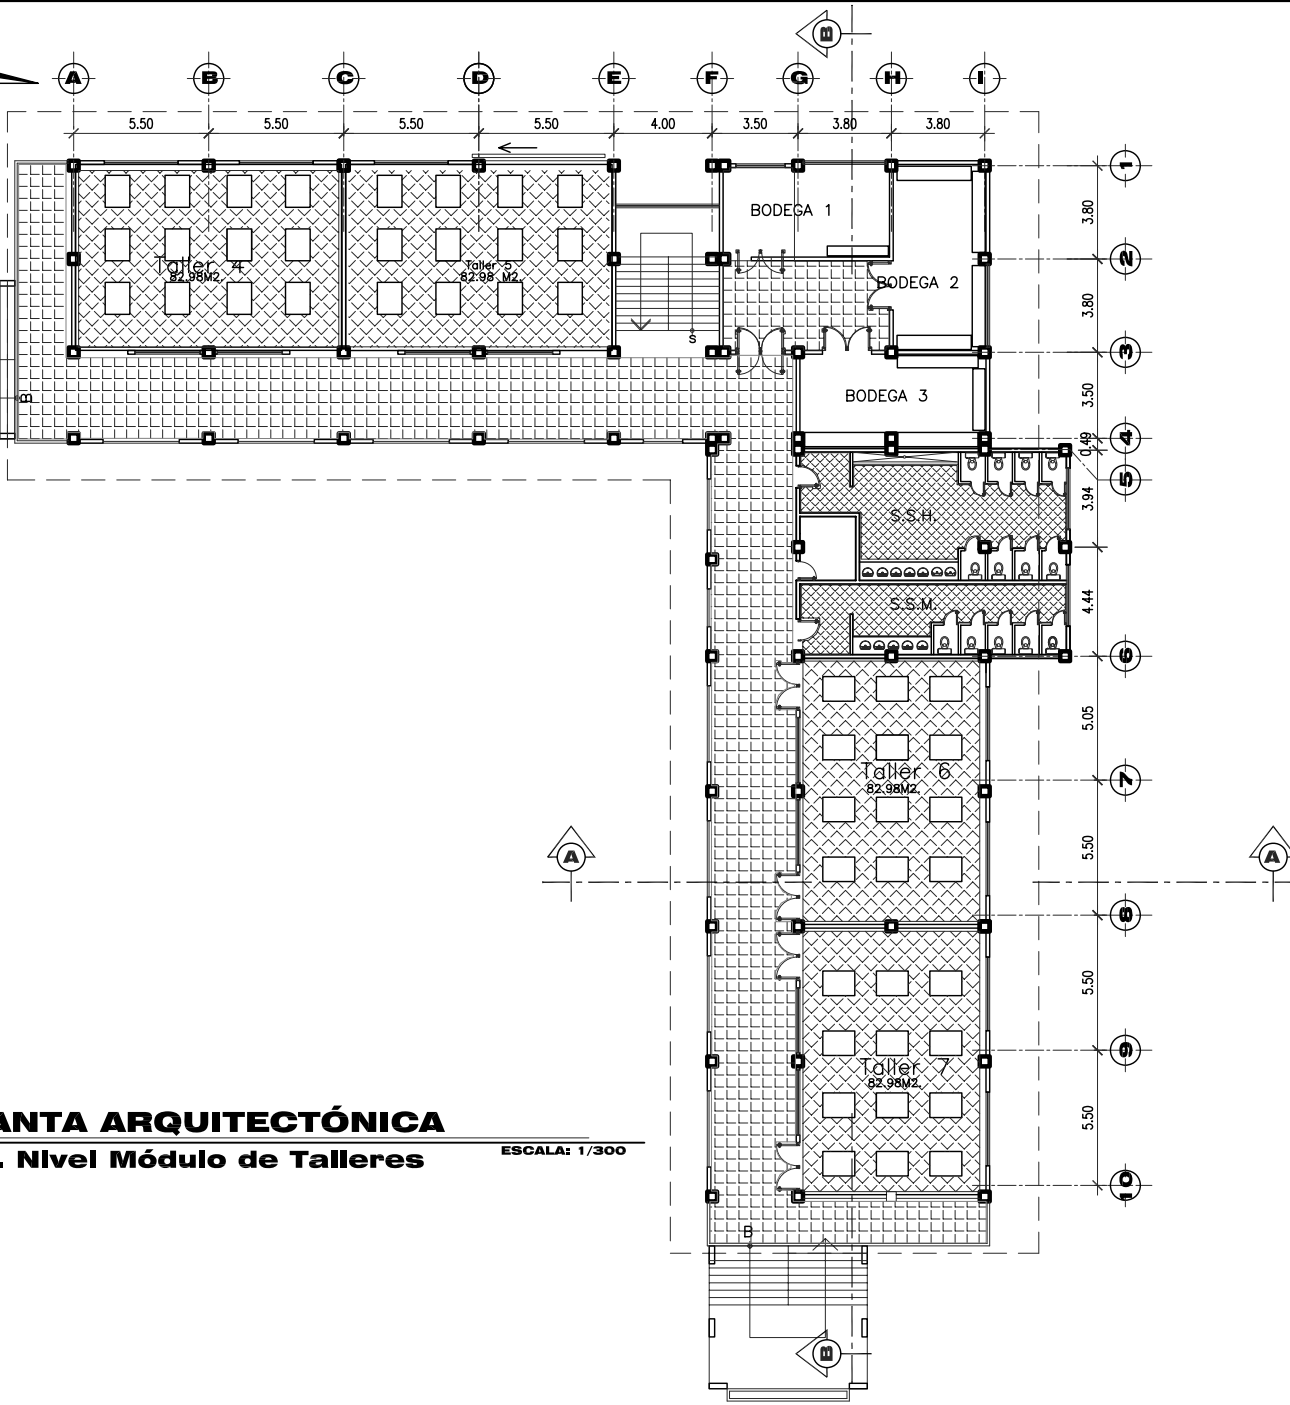 B
A B C D E F G H I
5.50 5.50 5.50 5.50 4.00 3.50 3.80 3.80
1
3.80
BODEGA 1
2
Taller 4
82.98M2.
Taller 5
82.98 M2.
BODEGA 2
3.80
S
3
BODEGA 3
3.50
B
4
0.49
5
3.94
S.S.H.
4.44
S.S.M.
6
5.05
Taller 6
82.98M2.
7
5.50
A
A
8
5.50
9
Taller 7
82.98M2.
5.50
ANTA ARQUITECTÓNICA
. Nivel Módulo de Talleres
ESCALA: 1/300
10
B
B